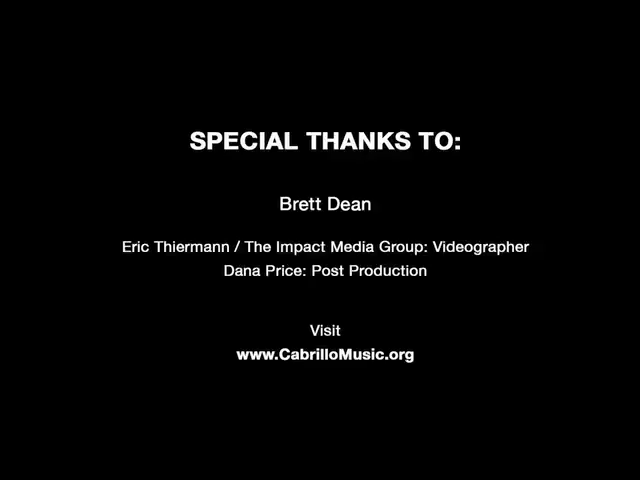 SPECIAL THANKS TO:
Brett Dean
Eric Thiermann / The Impact Media Group: Videographer
Dana Price: Post Production
Visit
www.CabrilloMusic.org